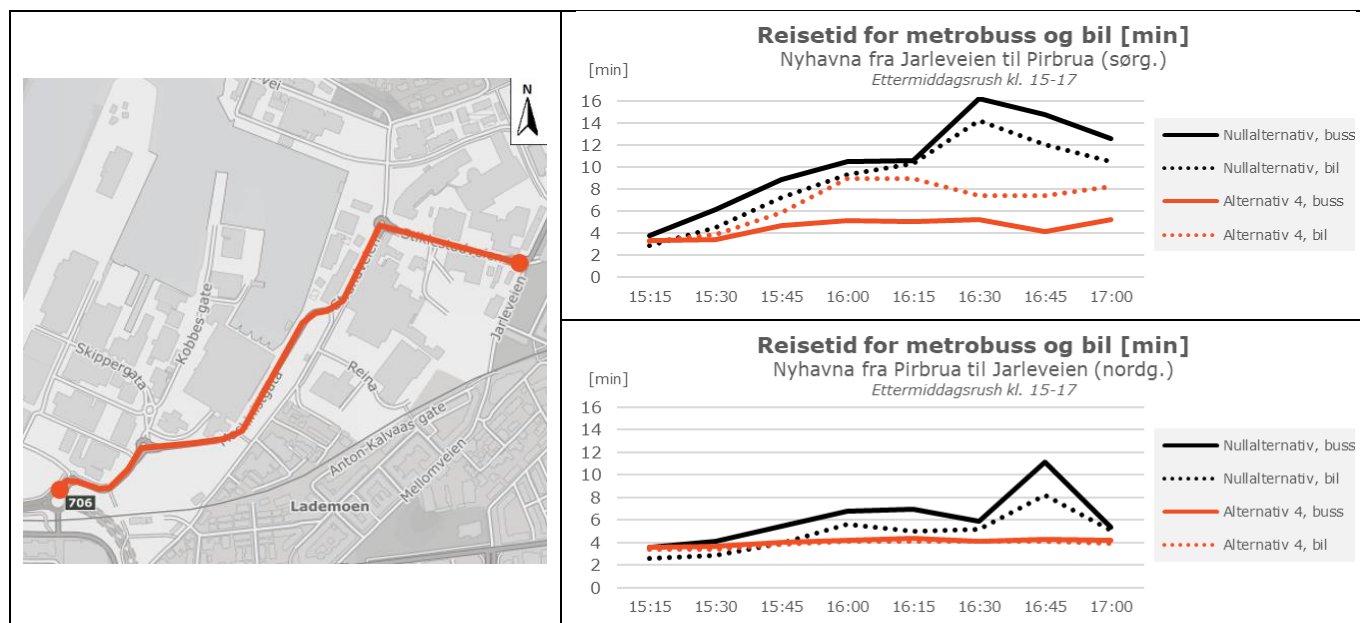 N
Skippergata
Kobbes gate
Strandveien
Stiklestadveien
Jarleveien
Reina
Maskinistgata
Anton-Kalvaas gate
Mellomveien
Lademoen
706
Reisetid for metrobuss og bil [min]
Nyhavna fra Jarleveien til Pirbrua (sørg.)
Ettermiddagsrush kl. 15-17
[min]
16
14
12
10
8
6
4
2
0
15:15 15:30 15:45 16:00 16:15 16:30 16:45 17:00
Nullalternativ, buss
Nullalternativ, bil
Alternativ 4, buss
Alternativ 4, bil
Reisetid for metrobuss og bil [min]
Nyhavna fra Pirbrua til Jarleveien (nordg.)
Ettermiddagsrush kl. 15-17
[min]
16
14
12
10
8
6
4
2
0
15:15 15:30 15:45 16:00 16:15 16:30 16:45 17:00
Nullalternativ, buss
Nullalternativ, bil
Alternativ 4, buss
Alternativ 4, bil